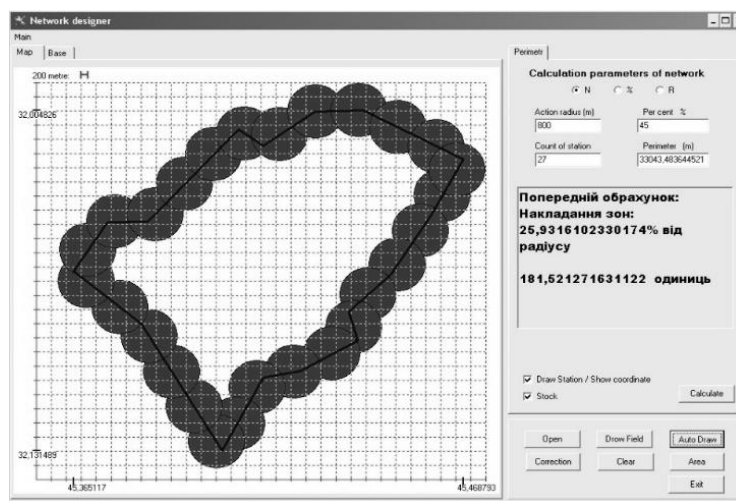 Network designer
Main
Map Base
200 metre:
32,004826
32,131489
45,365117 45,468793
Perimetr
Calculation parameters of network
N % R
Action radius (m) Per cent %
800 45
Count of station Perimeter (m)
27 33043,483644521
Попередній обрахунок:
Накладання зон:
25,9316102330174% від
радіусу
181,521271631122 одиниць
Draw Station / Show coordinate
Stock
Calculate
Open Drow Field Auto Draw
Correction Clear Area
Exit